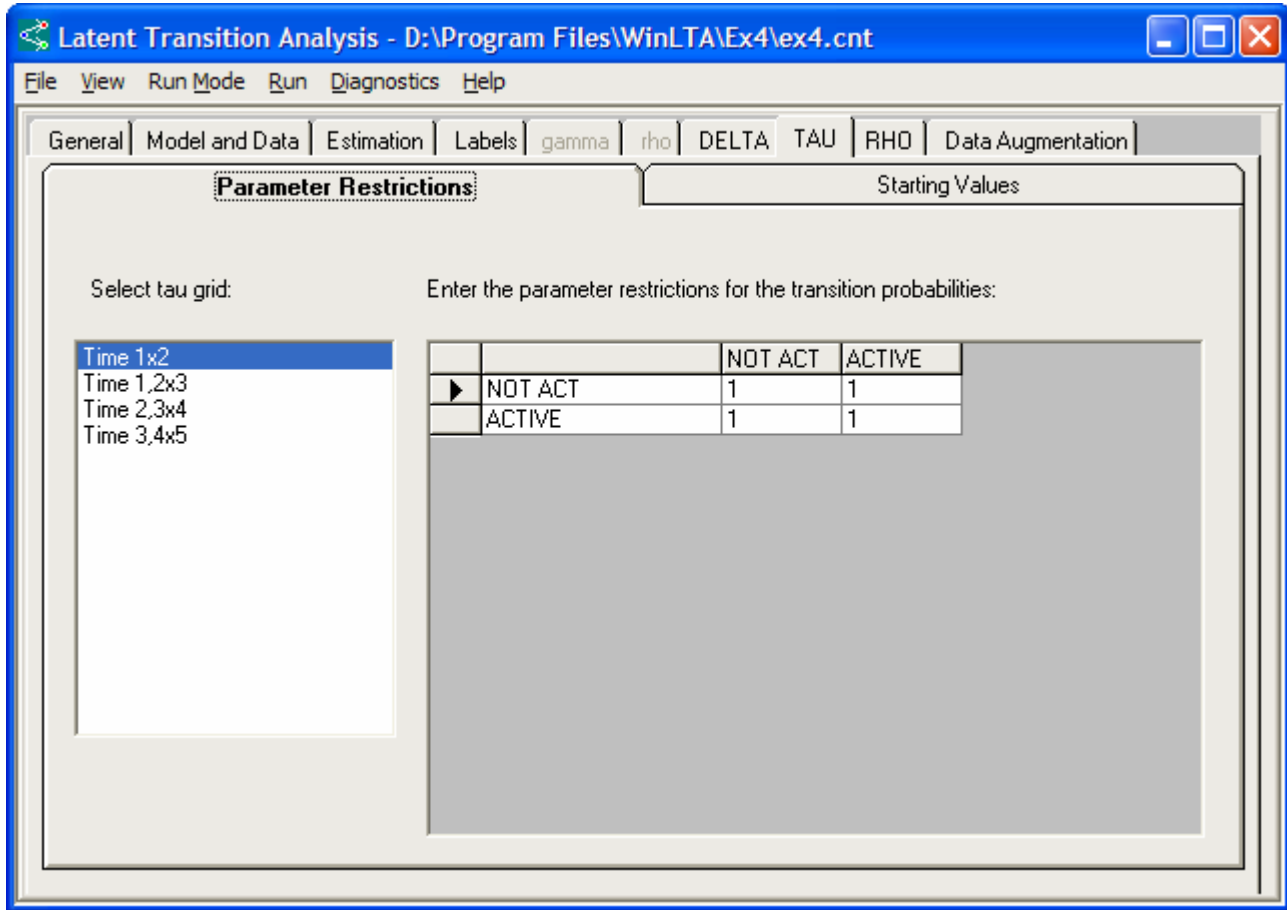 Latent Transition Analysis - D:\Program Files\WinLTA\Ex4\ex4.cnt
File View Run Mode Run Diagnostics Help
General Model and Data Estimation Labels gamma rho DELTA TAU RHO Data Augmentation
Parameter Restrictions Starting Values
Select tau grid: Enter the parameter restrictions for the transition probabilities:
Time 1x2
Time 1,2x3
Time 2,3x4
Time 3,4x5
NOT ACT ACTIVE
NOT ACT 1 1
ACTIVE 1 1